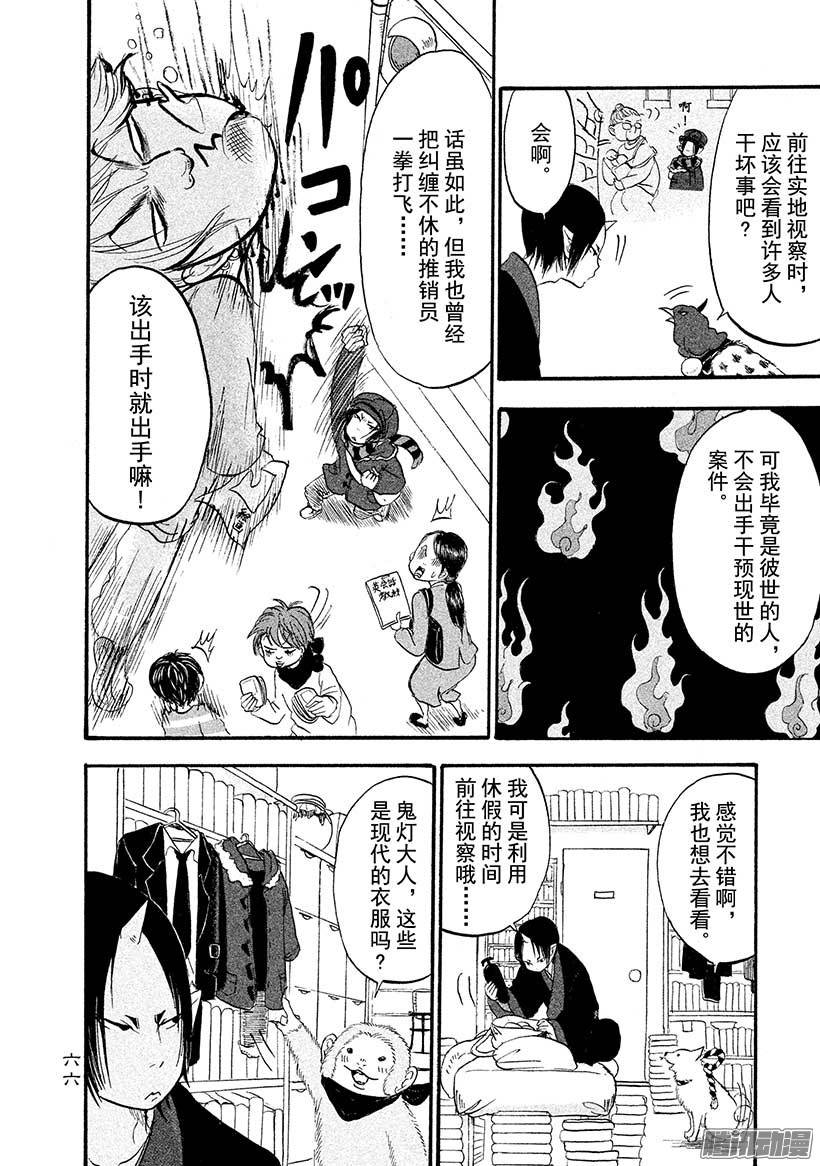 前往实地视察时，
应该会看到许多人
干坏事吧？
啊！
会啊。
可我毕竟是彼世的人，
不会出手干预现世的
案件。
话虽如此，但我也曾经
把纠缠不休的推销员
一拳打飞……
パコンッ
该出手时就出手嘛！
英会話
教材
感觉不错啊，
我也想去看看。
我可是利用
休假的时间
前往视察哦……
鬼灯大人，这些
是现代的衣服吗？
六六
腾讯动漫